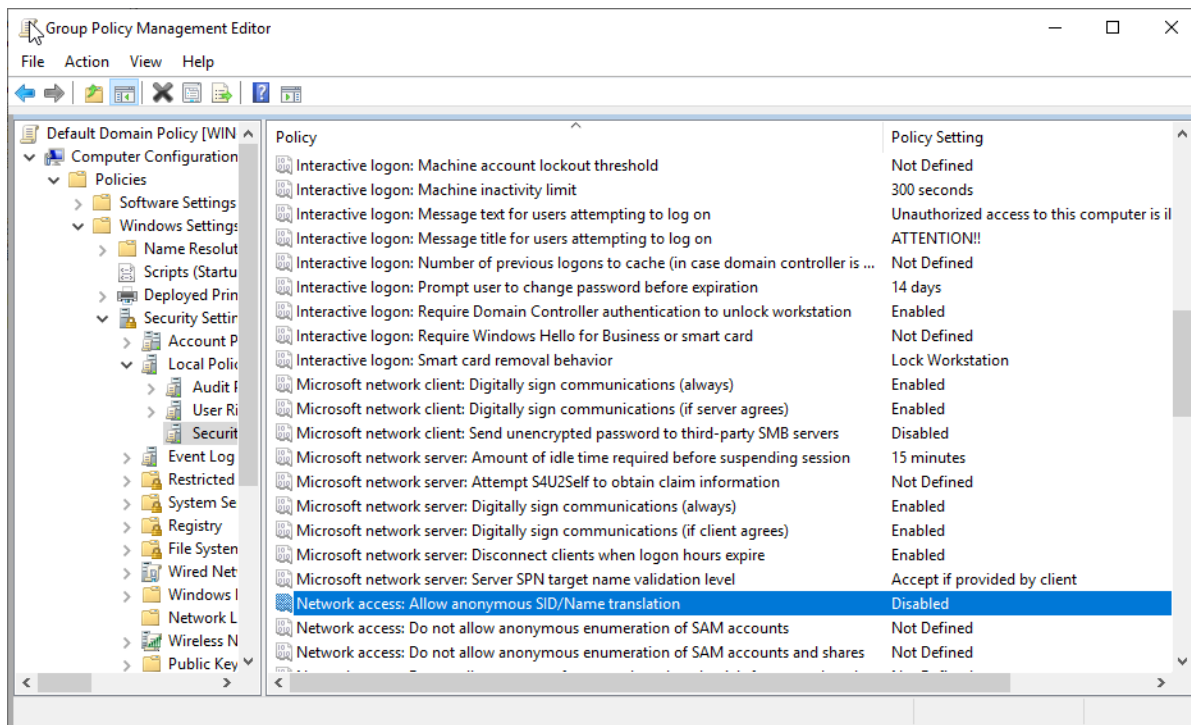 Group Policy Management Editor
File Action View Help
Default Domain Policy [WIN
Computer Configuration
Policies
Software Settings
Windows Settings
Name Resolut
Scripts (Startu
Deployed Prin
Security Settin
Account P
Local Polic
Audit P
User Ri
Securit
Event Log
Restricted
System Se
Registry
File System
Wired Net
Windows
Network L
Wireless N
Public Key
Policy Policy Setting
Interactive logon: Machine account lockout threshold Not Defined
Interactive logon: Machine inactivity limit 300 seconds
Interactive logon: Message text for users attempting to log on Unauthorized access to this computer is il
Interactive logon: Message title for users attempting to log on ATTENTION!!
Interactive logon: Number of previous logons to cache (in case domain controller is ... Not Defined
Interactive logon: Prompt user to change password before expiration 14 days
Interactive logon: Require Domain Controller authentication to unlock workstation Enabled
Interactive logon: Require Windows Hello for Business or smart card Not Defined
Interactive logon: Smart card removal behavior Lock Workstation
Microsoft network client: Digitally sign communications (always) Enabled
Microsoft network client: Digitally sign communications (if server agrees) Enabled
Microsoft network client: Send unencrypted password to third-party SMB servers Disabled
Microsoft network server: Amount of idle time required before suspending session 15 minutes
Microsoft network server: Attempt S4U2Self to obtain claim information Not Defined
Microsoft network server: Digitally sign communications (always) Enabled
Microsoft network server: Digitally sign communications (if client agrees) Enabled
Microsoft network server: Disconnect clients when logon hours expire Enabled
Microsoft network server: Server SPN target name validation level Accept if provided by client
Network access: Allow anonymous SID/Name translation Disabled
Network access: Do not allow anonymous enumeration of SAM accounts Not Defined
Network access: Do not allow anonymous enumeration of SAM accounts and shares Not Defined